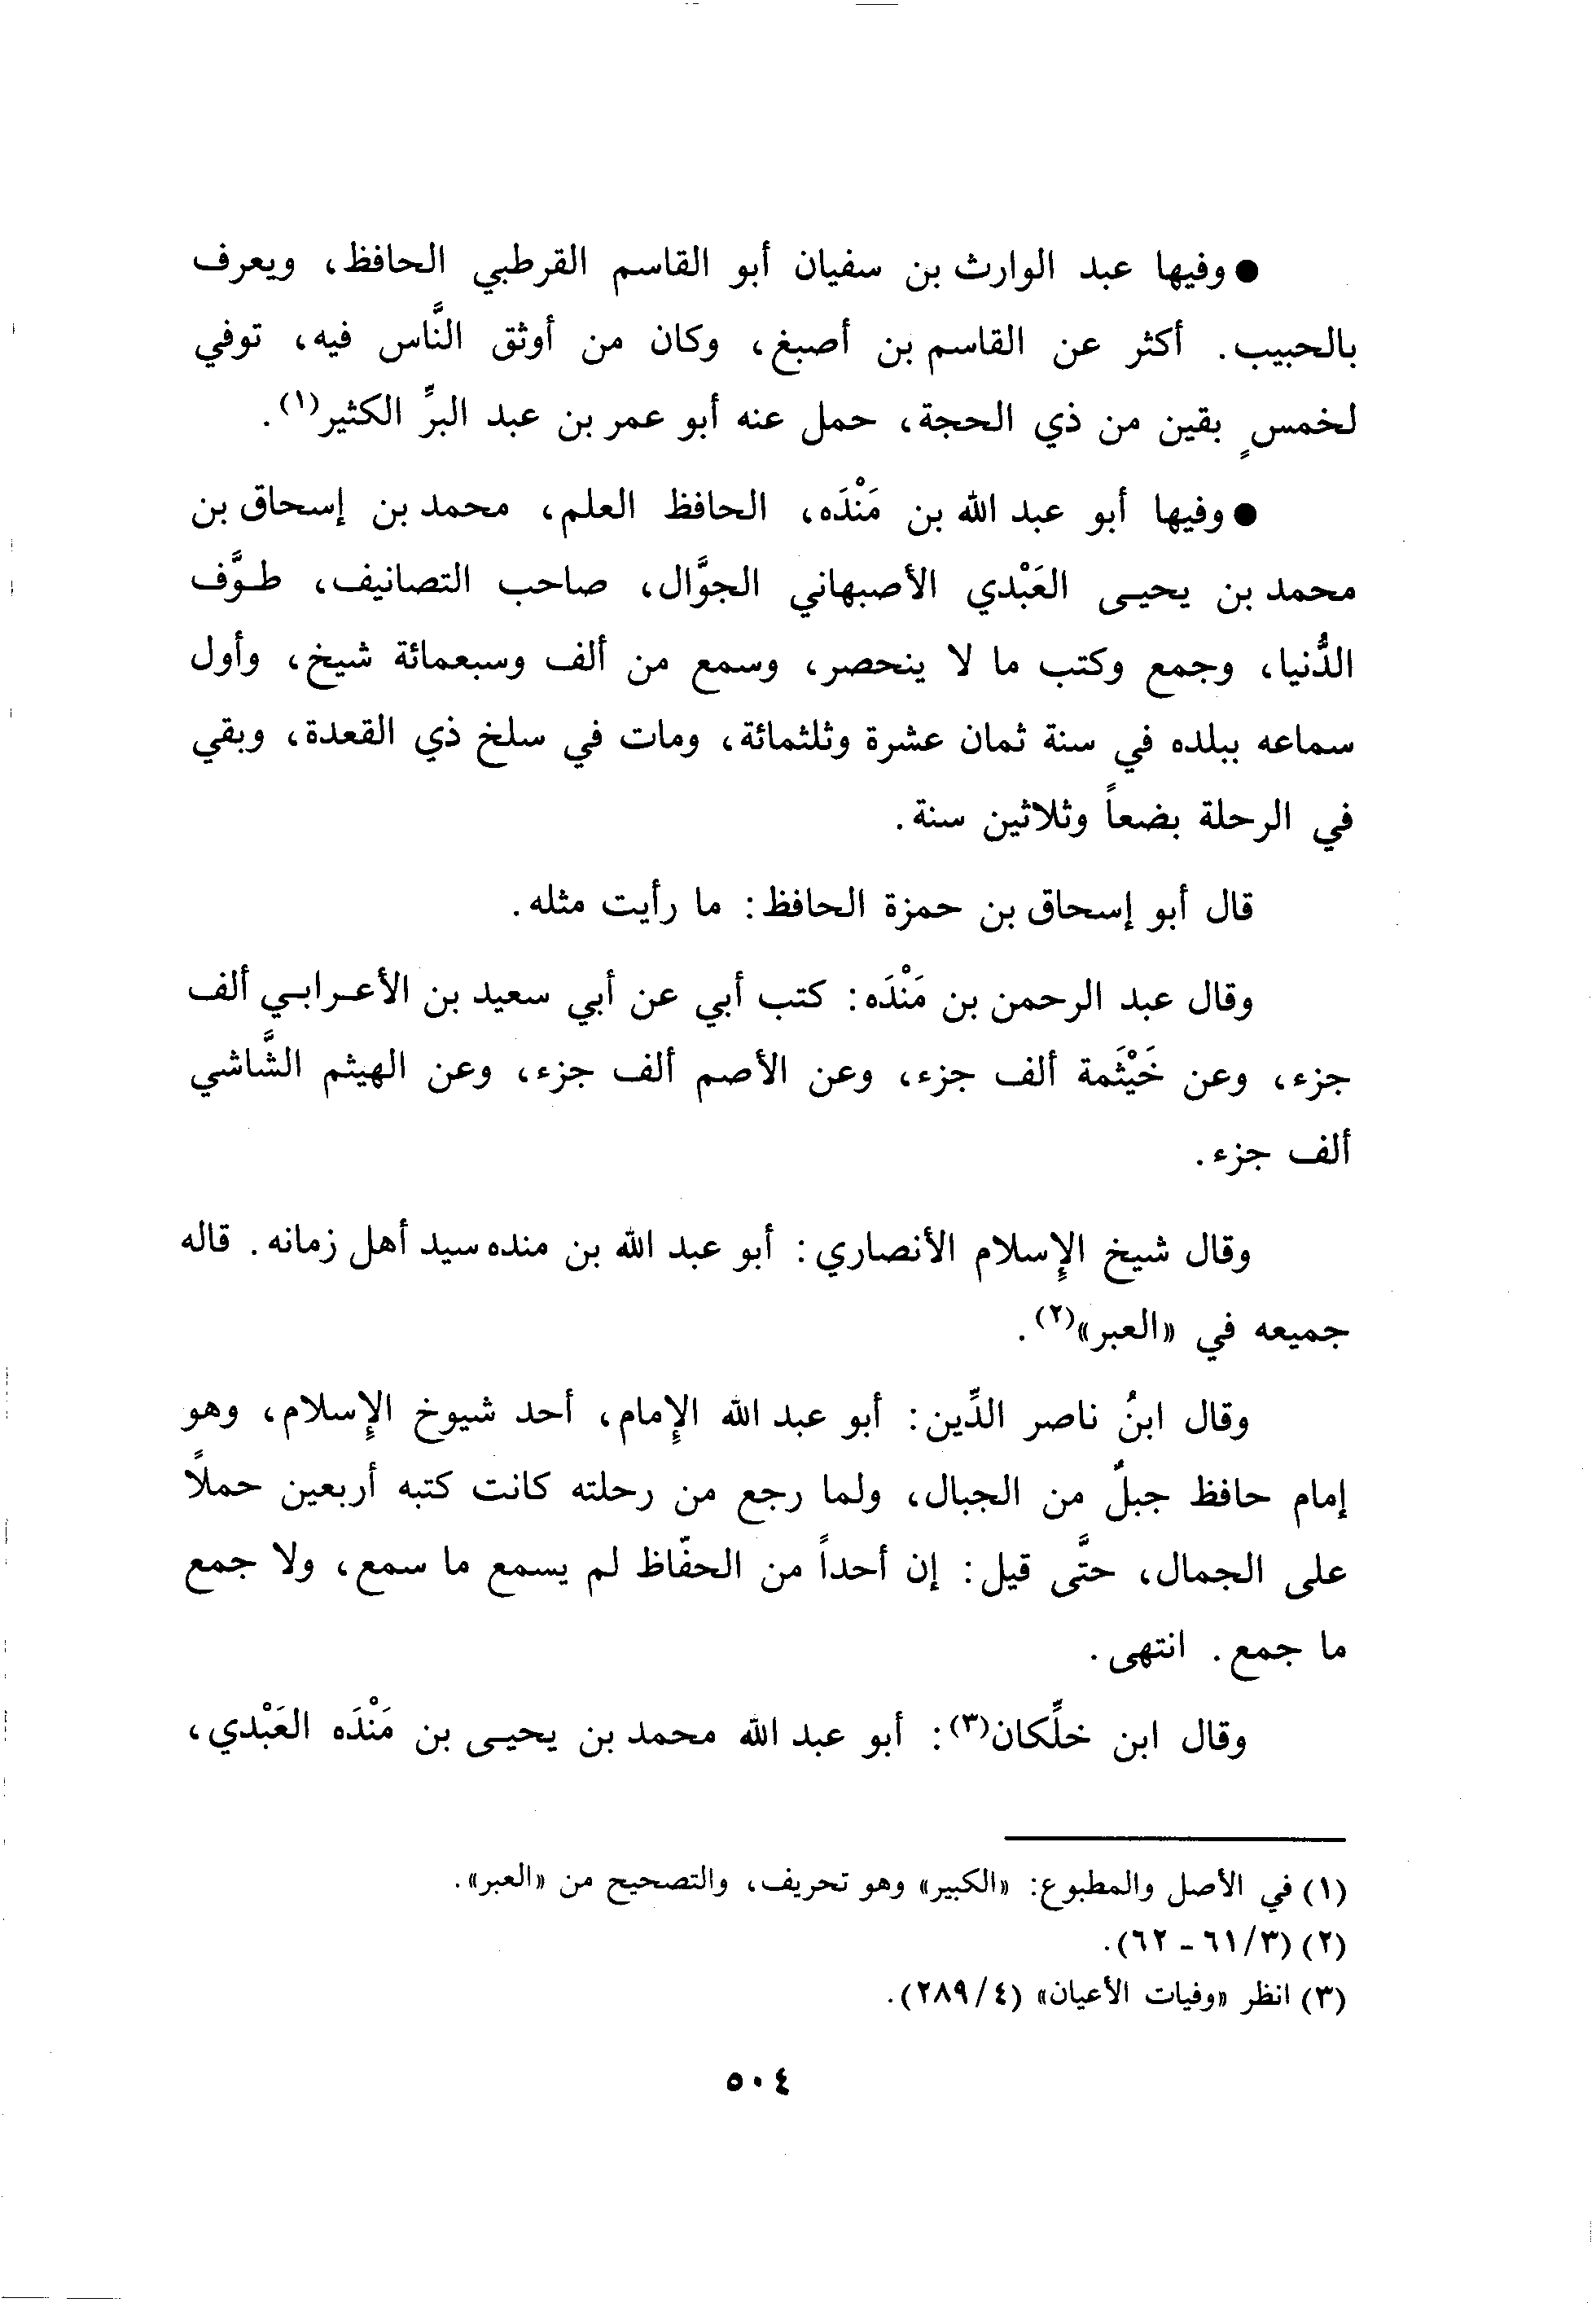 ● وفيها عبد الوارث بن سفيان أبو القاسم القرطبي الحافظ، ويعرف
بالحبيب. أكثر عن القاسم بن أصبغ، وكان من أوثق النَّاس فيه، توفي
لخمسٍ بقين من ذي الحجة، حمل عنه أبو عمر بن عبد البرِّ الكثير(١).
● وفيها أبو عبد الله بن مَنْدَه، الحافظ العلم، محمد بن إسحاق بن
محمد بن يحيـى العَبْدي الأصبهاني الجوَّال، صاحب التصانيف، طـوَّف
الدُّنيا، وجمع وكتب ما لا ينحصر، وسمع من ألف وسبعمائة شيخ، وأول
سماعه ببلده في سنة ثمان عشرة وثلثمائة، ومات في سلخ ذي القعدة، وبقي
في الرحلة بضعاً وثلاثين سنة.
قال أبو إسحاق بن حمزة الحافظ: ما رأيت مثله.
وقال عبد الرحمن بن مَنْدَه: كتب أبي عن أبي سعيد بن الأعـرابـي ألف
جزء، وعن خَيْثَمة ألف جزء، وعن الأصم ألف جزء، وعن الهيثم الشَّاشي
ألف جزء.
وقال شيخ الإِسلام الأنصاري: أبو عبد الله بن منده سيد أهل زمانه. قاله
جميعه في «العبر»(٢).
وقال ابنُ ناصر الدِّين: أبو عبد الله الإِمام، أحد شيوخ الإِسلام، وهو
إمام حافظ جبلٌ من الجبال، ولما رجع من رحلته كانت كتبه أربعين حملاً
على الجمال، حتَّى قيل: إن أحداً من الحفّاظ لم يسمع ما سمع، ولا جمع
ما جمع. انتهى.
وقال ابن خلِّكان(٣): أبو عبد الله محمد بن يحيـى بن مَنْدَه العَبْدي،
(١) في الأصل والمطبوع: «الكبير» وهو تحريف، والتصحيح من «العبر».
(٢) (٣/ ٦١ - ٦٢).
(٣) انظر «وفيات الأعيان» (٤/ ٢٨٩).
٥٠٤